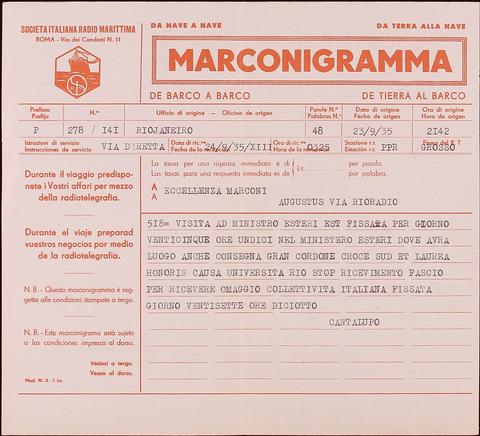 SOCIETA ITALIANA RADIO MARITTIMA
ROMA - Via dei Condotti N. 11
DA NAVE A NAVE
DA TERRA ALLA NAVE
MARCONIGRAMMA
DE BARCO A BARCO
DE TIERRA AL BARCO
Prefisso
Prefijo
N.º
Ufficio di origine - Oficina de origen
Parole N.º
Palabras N.º
Data di origine
Fecha de origen
Ora di origine
Hora de origen
P 278 / 141 RIOJANEIRO 48 23/9/35 2142
Istruzioni di servizio
Instrucciones de servicio
VIA DIRETTA
Data di ric.ne
Fecha de la
24/9/35/XIII
Ora di ric.ne
Hora de la
0325
Stazione r.t.
Estación r.t.
PPR
GROSSO
La tassa per una risposta immediata è di
Las tasas para una respuesta inmediata es de
Lit.
per parola.
por palabra.
A
A
ECCELLENZA MARCONI
AUGUSTUS VIA RIORADIO
518= VISITA AD MINISTRO ESTERI EST FISSATA PER GIORNO
VENTICINQUE ORE UNDICI NEL MINISTERO ESTERI DOVE AVRA
LUOGO ANCHE CONSEGNA GRAN CORDONE CROCE SUD ET LAUREA
HONORIS CAUSA UNIVERSITA RIO STOP RICEVIMENTO FASCIO
PER RICEVERE OMAGGIO COLLETTIVITA ITALIANA FISSATA
GIORNO VENTISETTE ORE DICIOTTO
CANTALUPO
Durante il viaggio predispo-
nete i Vostri affari per mezzo
della radiotelegrafia.
Durante el viaje preparad
vuestros negocios por medio
de la radiotelegrafia.
N. B. - Questo marconigramma è sog-
getto alle condizioni stampate a tergo.
N. B. - Este marconigrama está sujeto
a las condiciones impresas al dorso.
Vedasi a tergo.
Vease al dorso.
Mod. N. 3